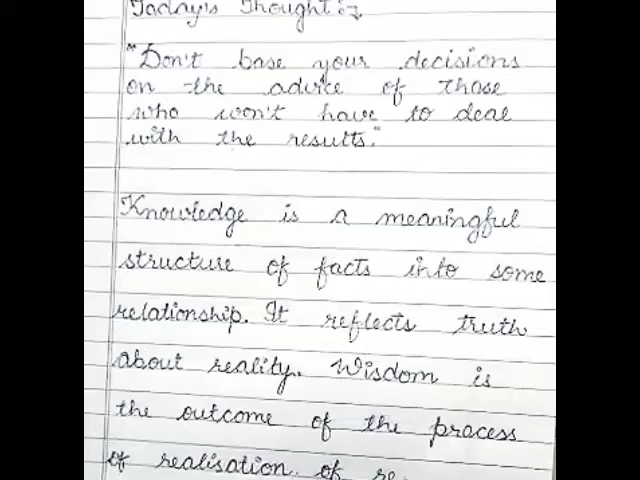 Today's Thought :-
"Don't base your decisions
on the advice of those
who won't have to deal
with the results."
Knowledge is a meaningful
structure of facts into some
relationship. It reflects truth
about reality. Wisdom is
the outcome of the process
of realisation of re